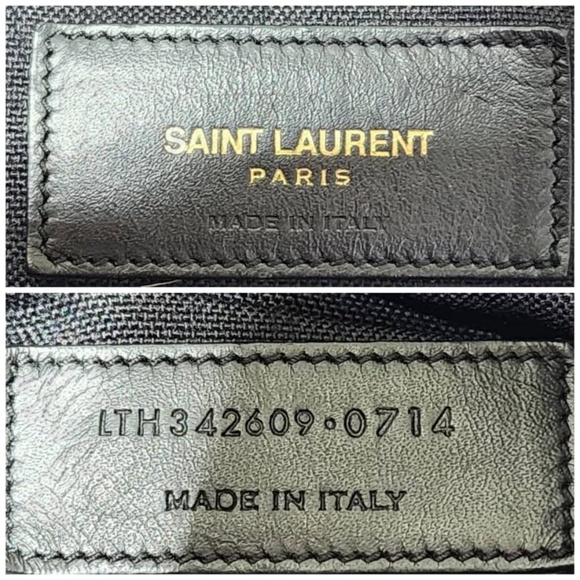 SAINT LAURENT
PARIS
MADE IN ITALY
LTH342609•0714
MADE IN ITALY